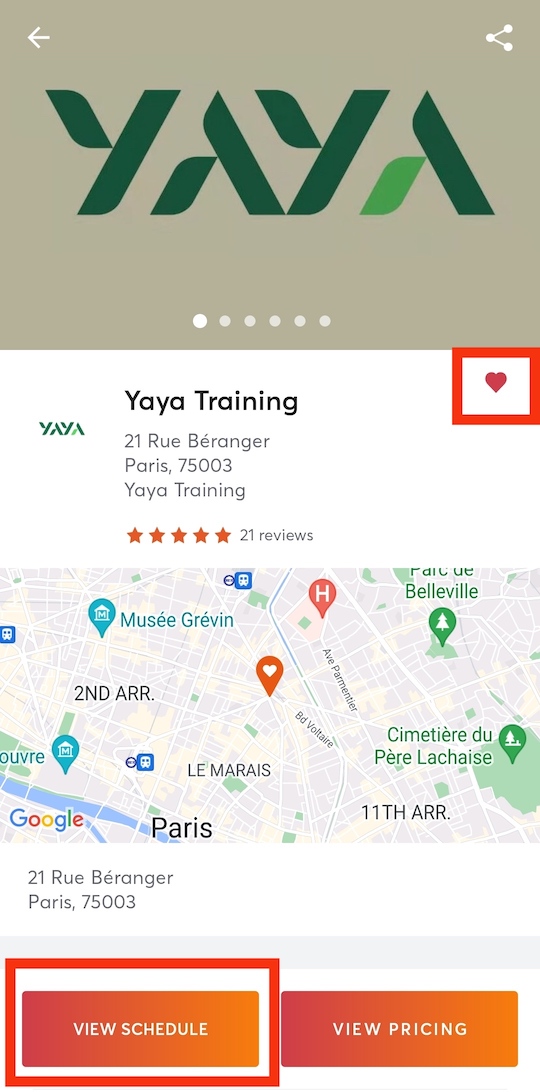 YAYA
Yaya Training
YAYA
21 Rue Béranger
Paris, 75003
Yaya Training
21 reviews
Parc de
Belleville
H
Musée Grévin
Ave Parmentier
2ND ARR.
Bd Voltaire
Cimetière du
Père Lachaise
ouvre
LE MARAIS
11TH ARR.
Google
Paris
21 Rue Béranger
Paris, 75003
VIEW SCHEDULE
VIEW PRICING